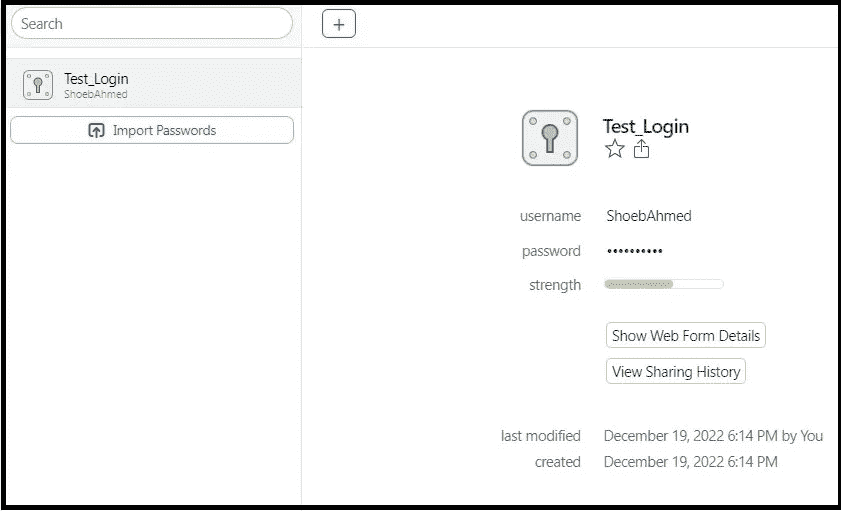 Search
+
Test_Login
ShoebAhmed
Import Passwords
Test_Login
username ShoebAhmed
password ••••••••••
strength
Show Web Form Details
View Sharing History
last modified December 19, 2022 6:14 PM by You
created December 19, 2022 6:14 PM